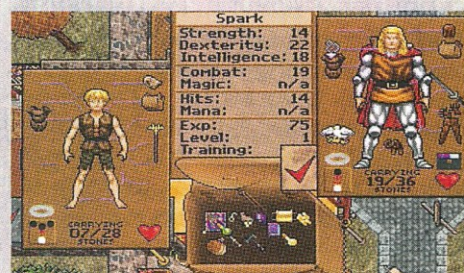 Spark
Strength: 14
Dexterity: 22
Intelligence: 18
Combat: 19
Magic: n/a
Hits: 14
Mana: n/a
Exp: 75
Level: 1
Training:
CARRYING
02/28
STONES
CARRYING
19/36
STONES